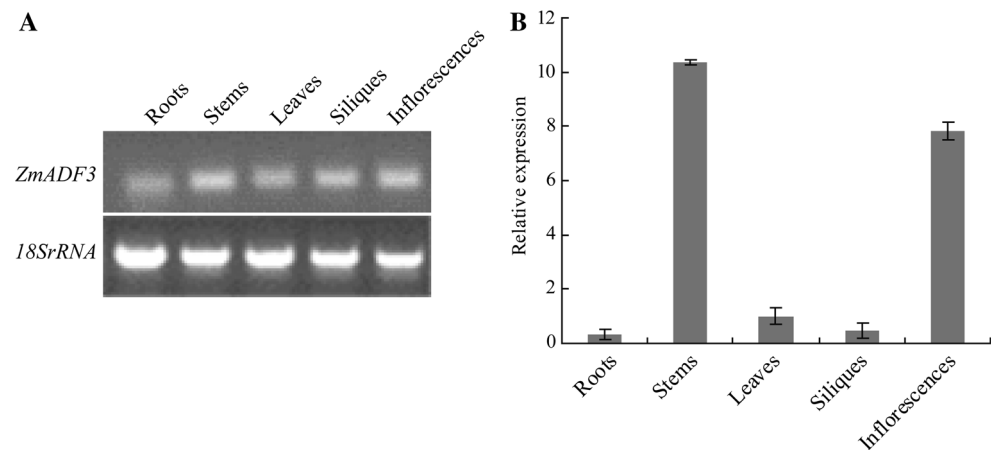 A
Roots
Stems
Leaves
Siliques
Inflorescences
ZmADF3
18SrRNA
B
Relative expression
12
10
8
6
4
2
0
Roots
Stems
Leaves
Siliques
Inflorescences